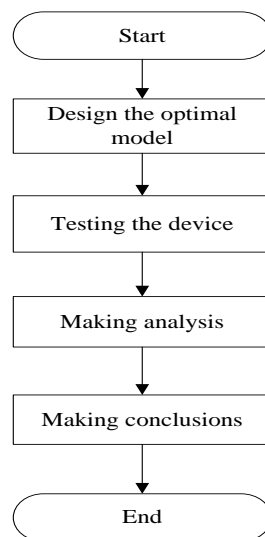 Start
Design the optimal
model
Testing the device
Making analysis
Making conclusions
End